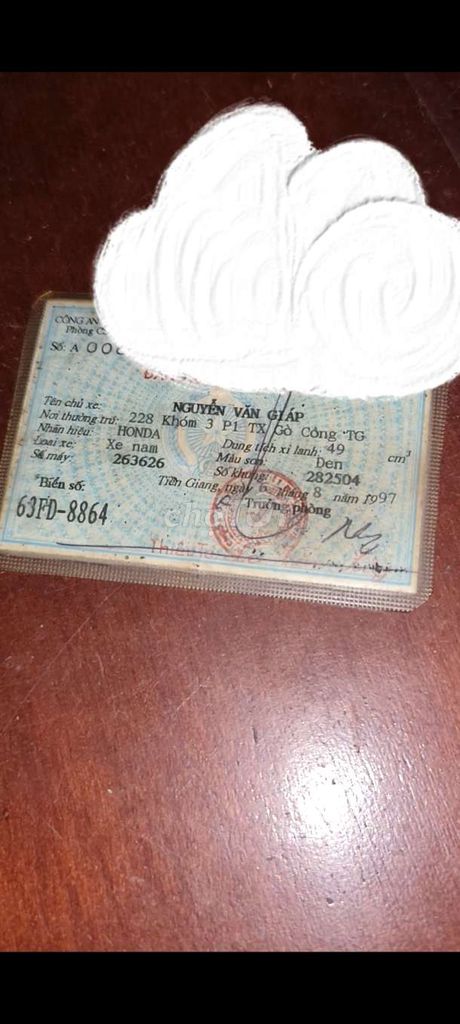 CÔNG AN
Phòng
Số: A 00
Tên chủ xe: NGUYỄN VĂN GIÁP
Nơi thường trú: 228 Khóm 3 P1 TX Gò Công TG
Nhãn hiệu: HONDA Dung tích xi lanh: 49 cm³
Loại xe: Xe nam Màu sơn: Đen
Số máy: 263626 Số khung: 282504
Tiền Giang, ngày 6 tháng 8 năm 1997
Biển số: Trưởng phòng
63FD-8864